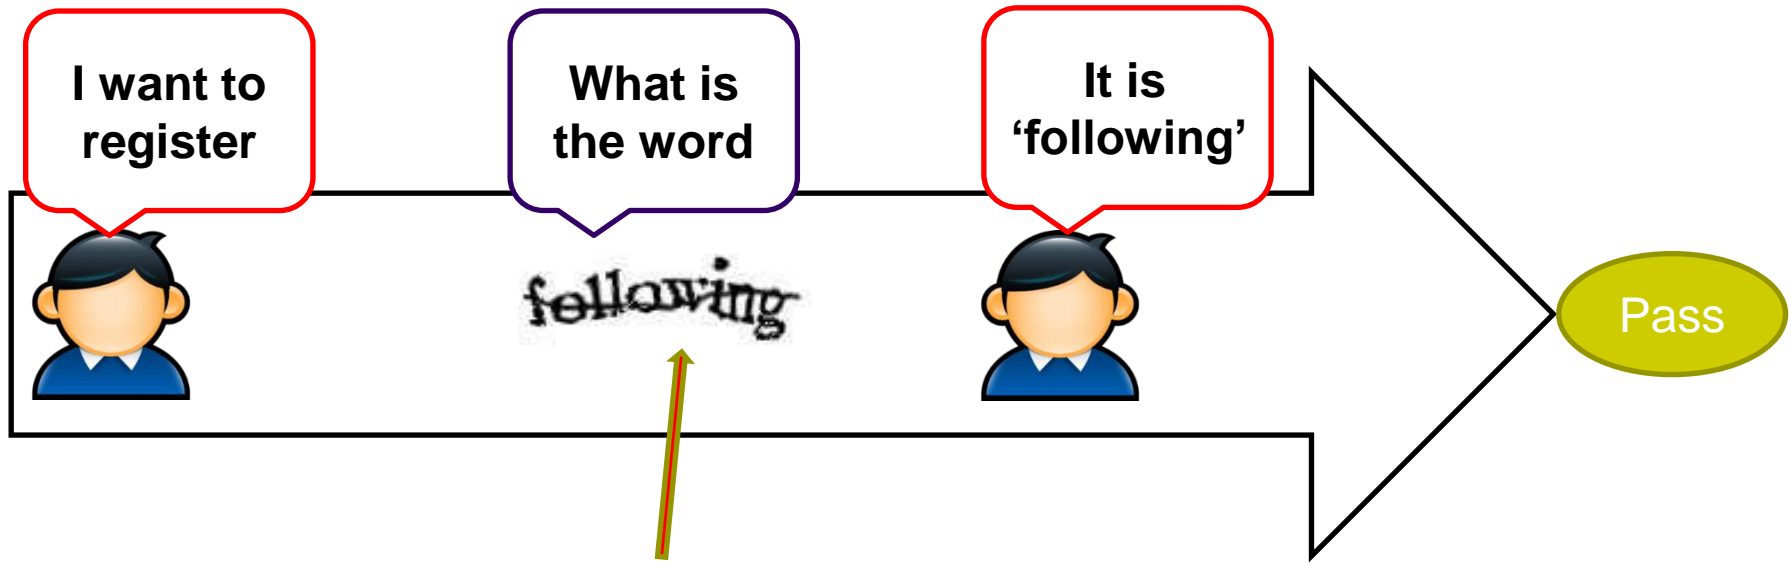 I want to
register
What is
the word
It is
‘following’
following
Pass